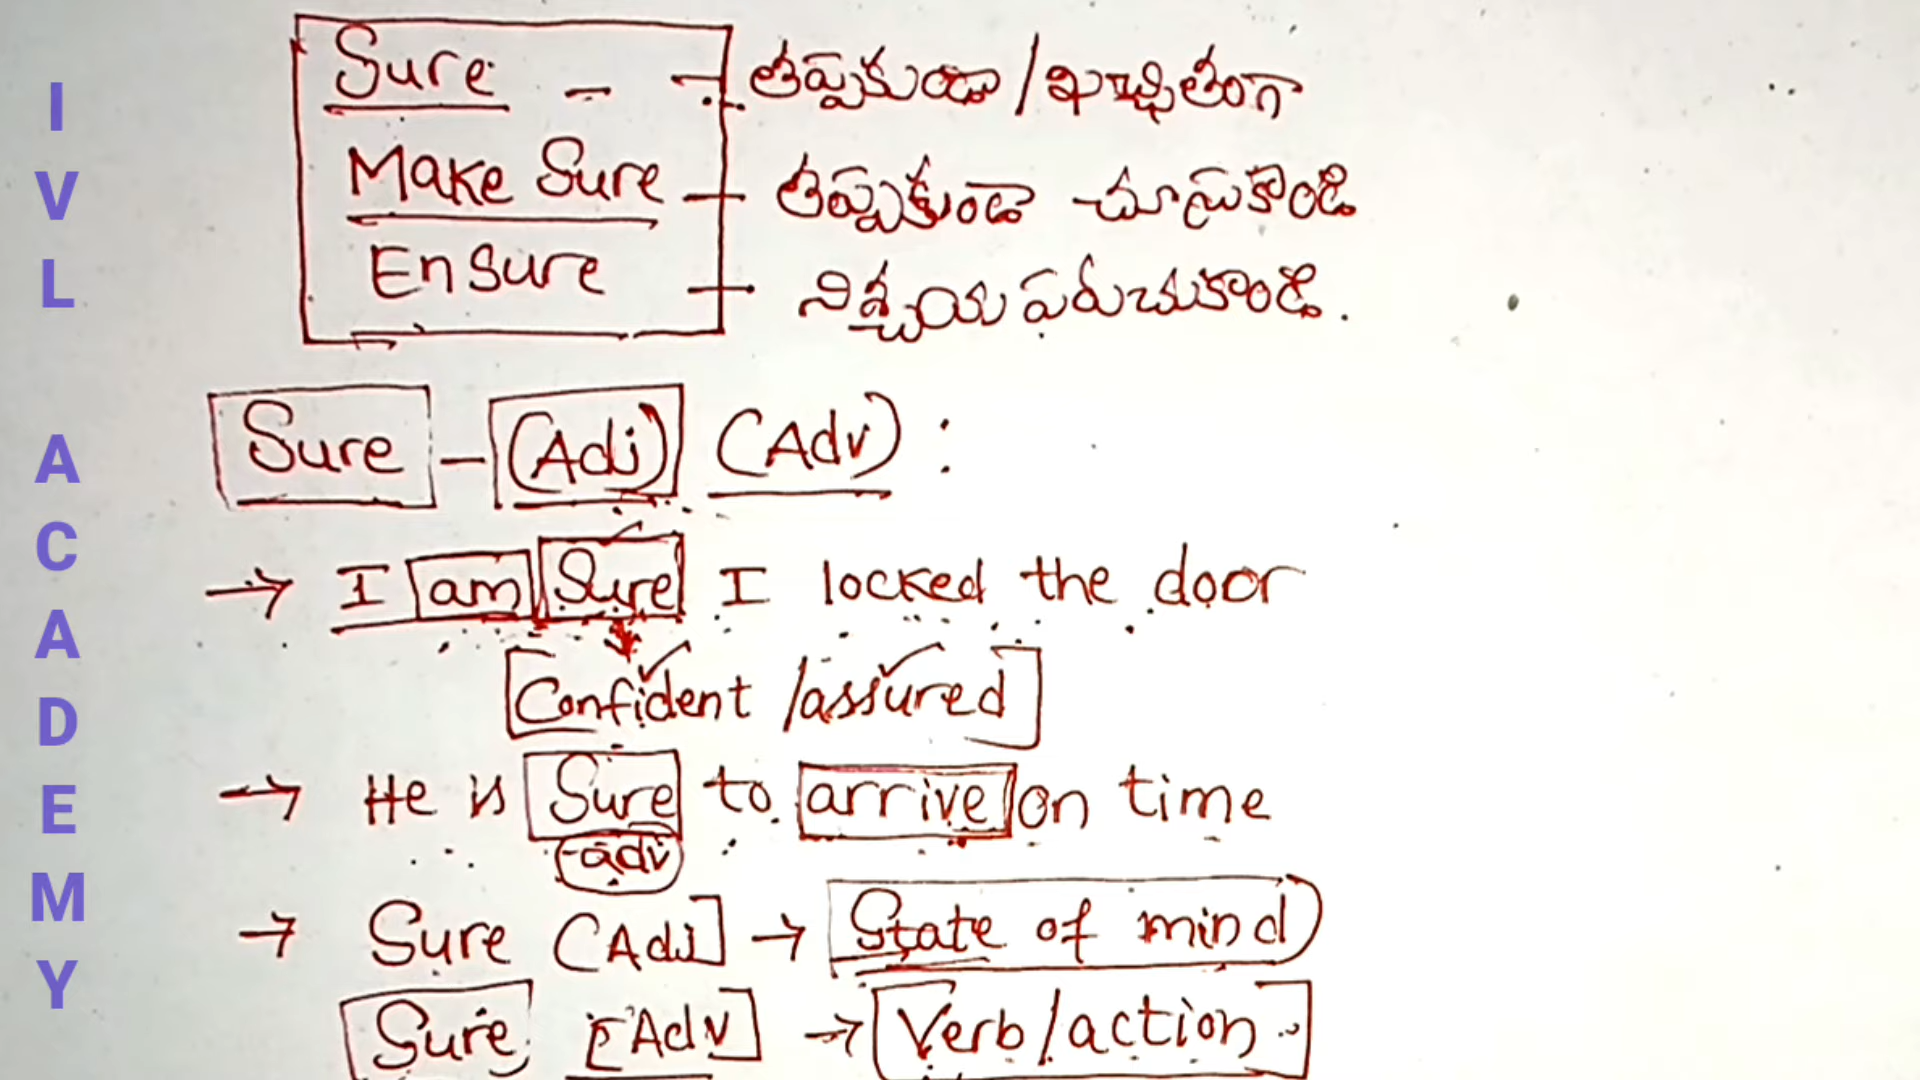 IVL ACADEMY
Sure - - తప్పకుండా / ఖచ్చితంగా
Make Sure - తప్పకుండా చూసుకోండి
Ensure - నిశ్చయ పరుచుకోండి.
Sure - (Adj) (Adv) :
→ I am Sure I locked the door
[Confident /assured]
→ He is Sure to arrive on time
adv
→ Sure (Adj] → State of mind)
Sure [Adv] → Verb/action.